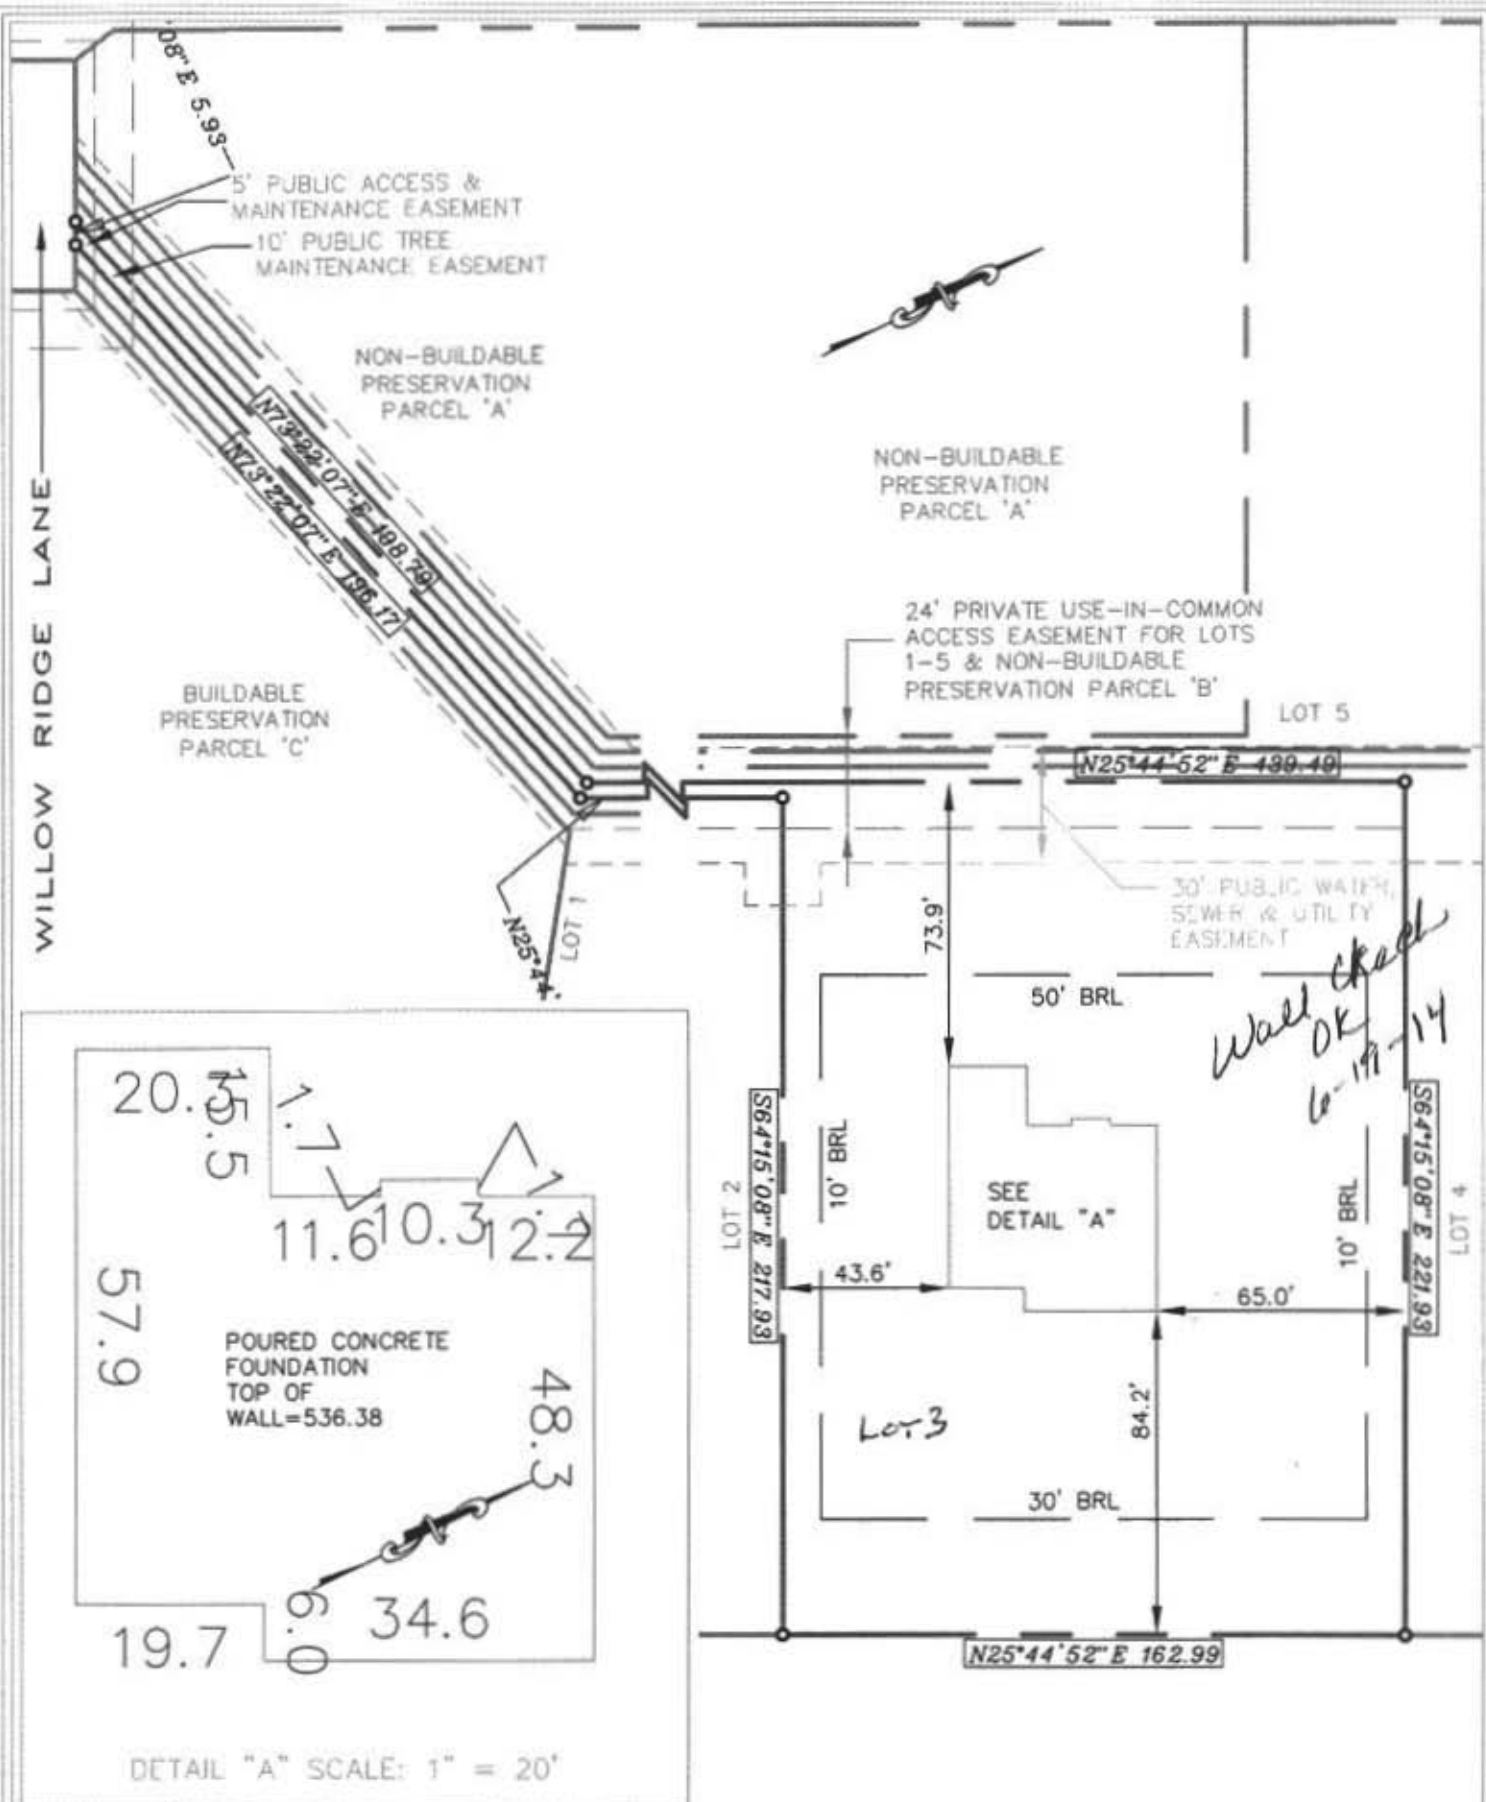 08" E 5.93
5' PUBLIC ACCESS &
MAINTENANCE EASEMENT
10' PUBLIC TREE
MAINTENANCE EASEMENT
NON-BUILDABLE
PRESERVATION
PARCEL 'A'
N73°22'07" E 198.79
N73°22'07" E 196.17
WILLOW RIDGE LANE
BUILDABLE
PRESERVATION
PARCEL 'C'
NON-BUILDABLE
PRESERVATION
PARCEL 'A'
24' PRIVATE USE-IN-COMMON
ACCESS EASEMENT FOR LOTS
1-5 & NON-BUILDABLE
PRESERVATION PARCEL 'B'
LOT 5
N25°44'52" E 439.49
N25°44'
LOT 1
30' PUBLIC WATER,
SEWER & UTILITY
EASEMENT
73.9'
50' BRL
Wall Check
OK
6-19-14
S64°15'08" E 217.93
LOT 2
10' BRL
SEE
DETAIL "A"
43.6'
65.0'
10' BRL
S64°15'08" E 221.93
LOT 4
84.2'
Lot 3
30' BRL
N25°44'52" E 162.99
20.3
15.5
1.7
11.6
10.3
12.2
57.9
POURED CONCRETE
FOUNDATION
TOP OF
WALL=536.38
48.3
6.0
34.6
19.7
DETAIL "A" SCALE: 1" = 20'